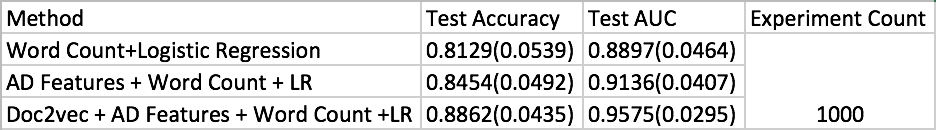 Method Test Accuracy Test AUC Experiment Count
Word Count+Logistic Regression 0.8129(0.0539) 0.8897(0.0464)
AD Features + Word Count + LR 0.8454(0.0492) 0.9136(0.0407)
Doc2vec + AD Features + Word Count +LR 0.8862(0.0435) 0.9575(0.0295) 1000